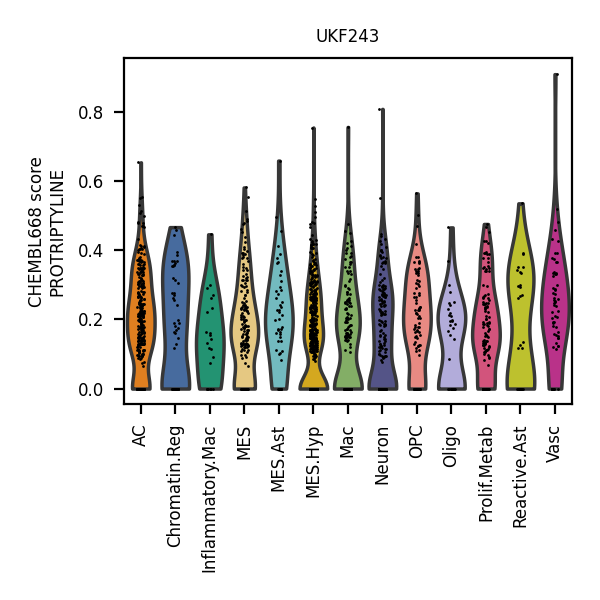 UKF243
CHEMBL668 score
PROTRIPTYLINE
0.8
0.6
0.4
0.2
0.0
AC
Chromatin.Reg
Inflammatory.Mac
MES
MES.Ast
MES.Hyp
Mac
Neuron
OPC
Oligo
Prolif.Metab
Reactive.Ast
Vasc